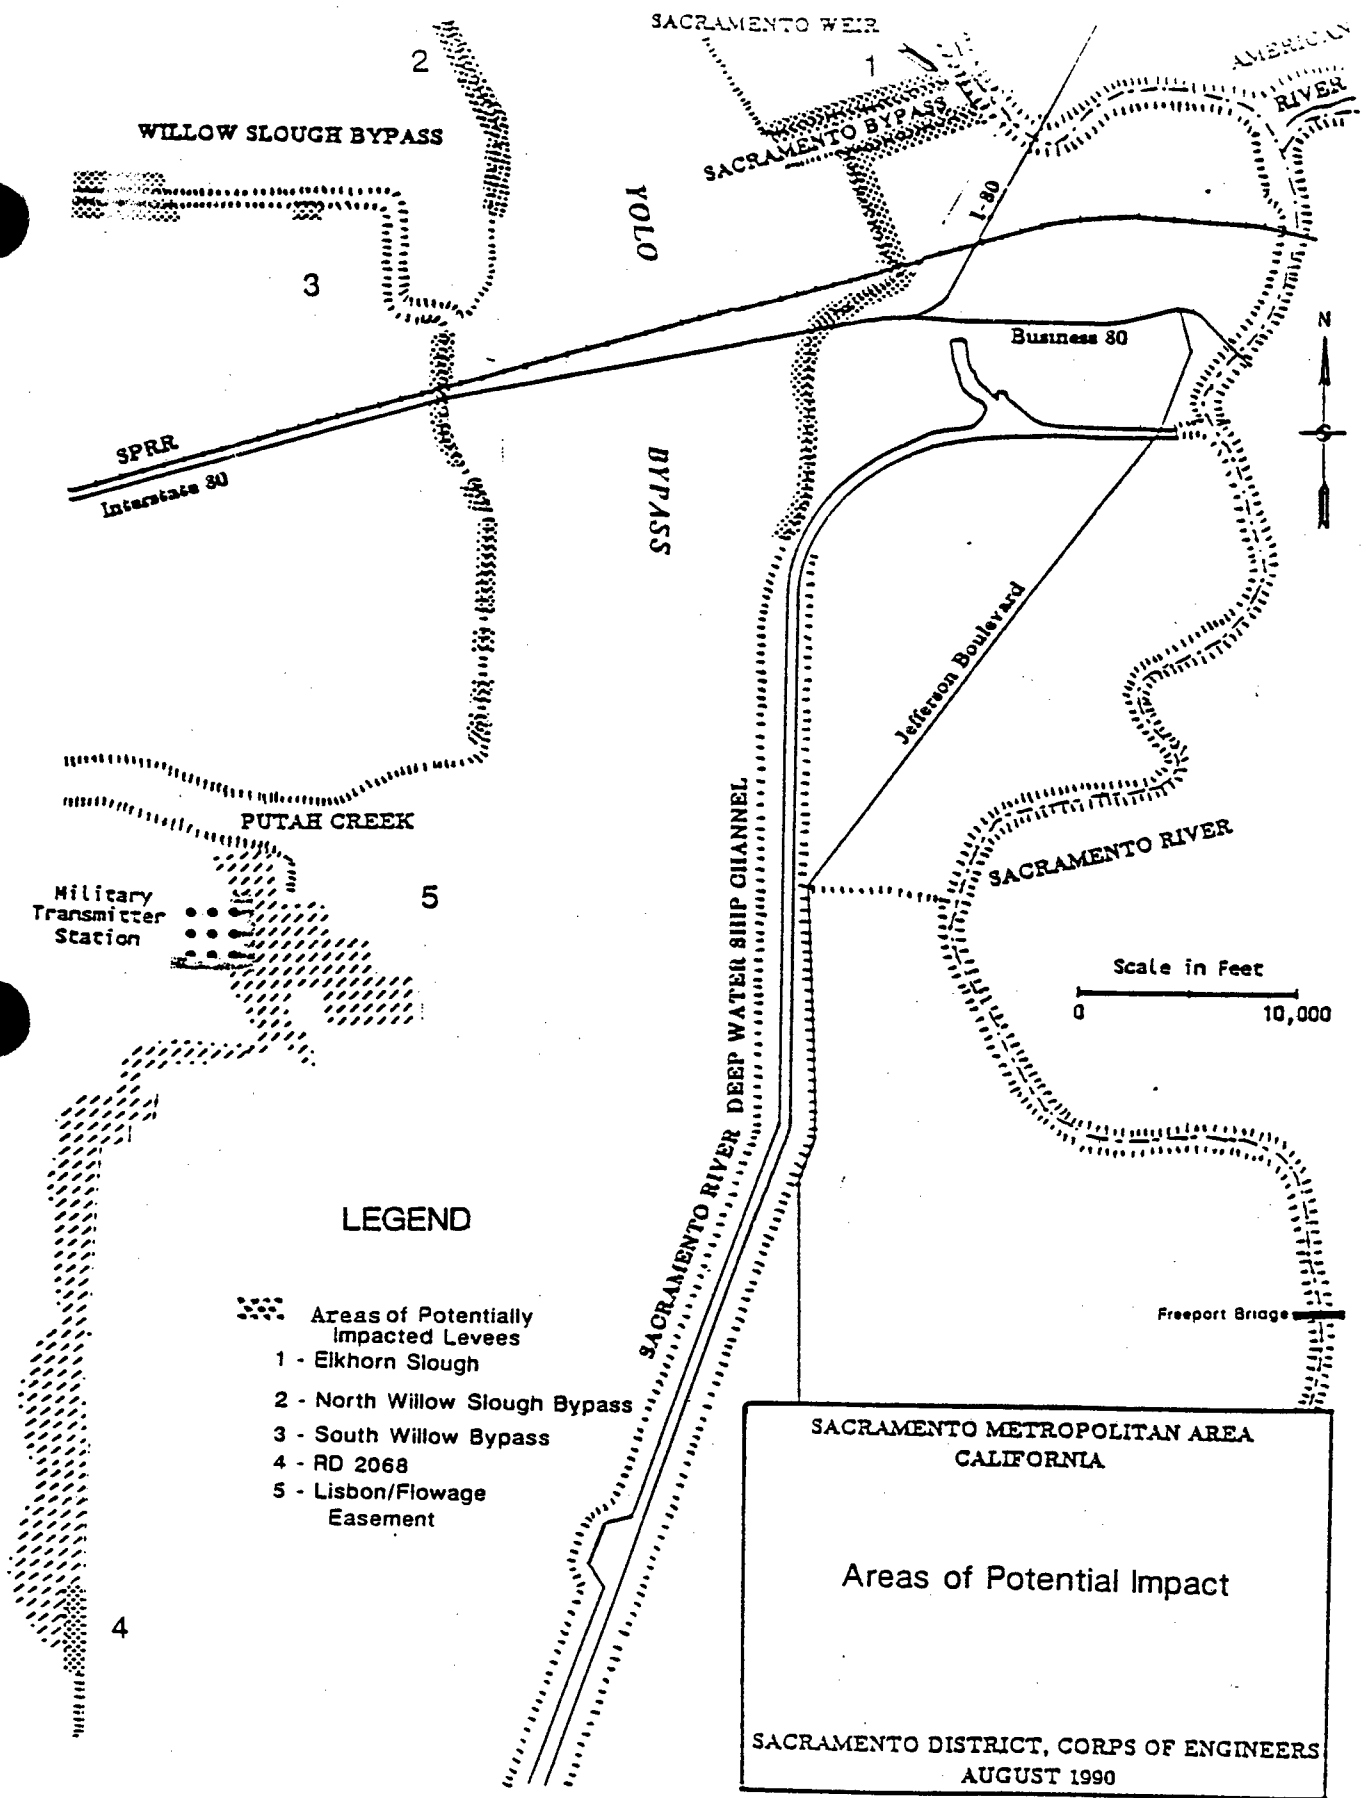 SACRAMENTO WEIR
AMERICAN
RIVER
2
1
WILLOW SLOUGH BYPASS
SACRAMENTO BYPASS
YOLO
I-80
3
N
Business 80
SPRR
Interstate 80
BYPASS
N
Jefferson Boulevard
PUTAH CREEK
SACRAMENTO RIVER
Military
Transmitter
Station
5
SACRAMENTO RIVER DEEP WATER SHIP CHANNEL
Scale in Feet
0 10,000
LEGEND
Areas of Potentially
Impacted Levees
1 - Elkhorn Slough
2 - North Willow Slough Bypass
3 - South Willow Bypass
4 - RD 2068
5 - Lisbon/Flowage
Easement
Freeport Bridge
4
SACRAMENTO METROPOLITAN AREA
CALIFORNIA
Areas of Potential Impact
SACRAMENTO DISTRICT, CORPS OF ENGINEERS
AUGUST 1990